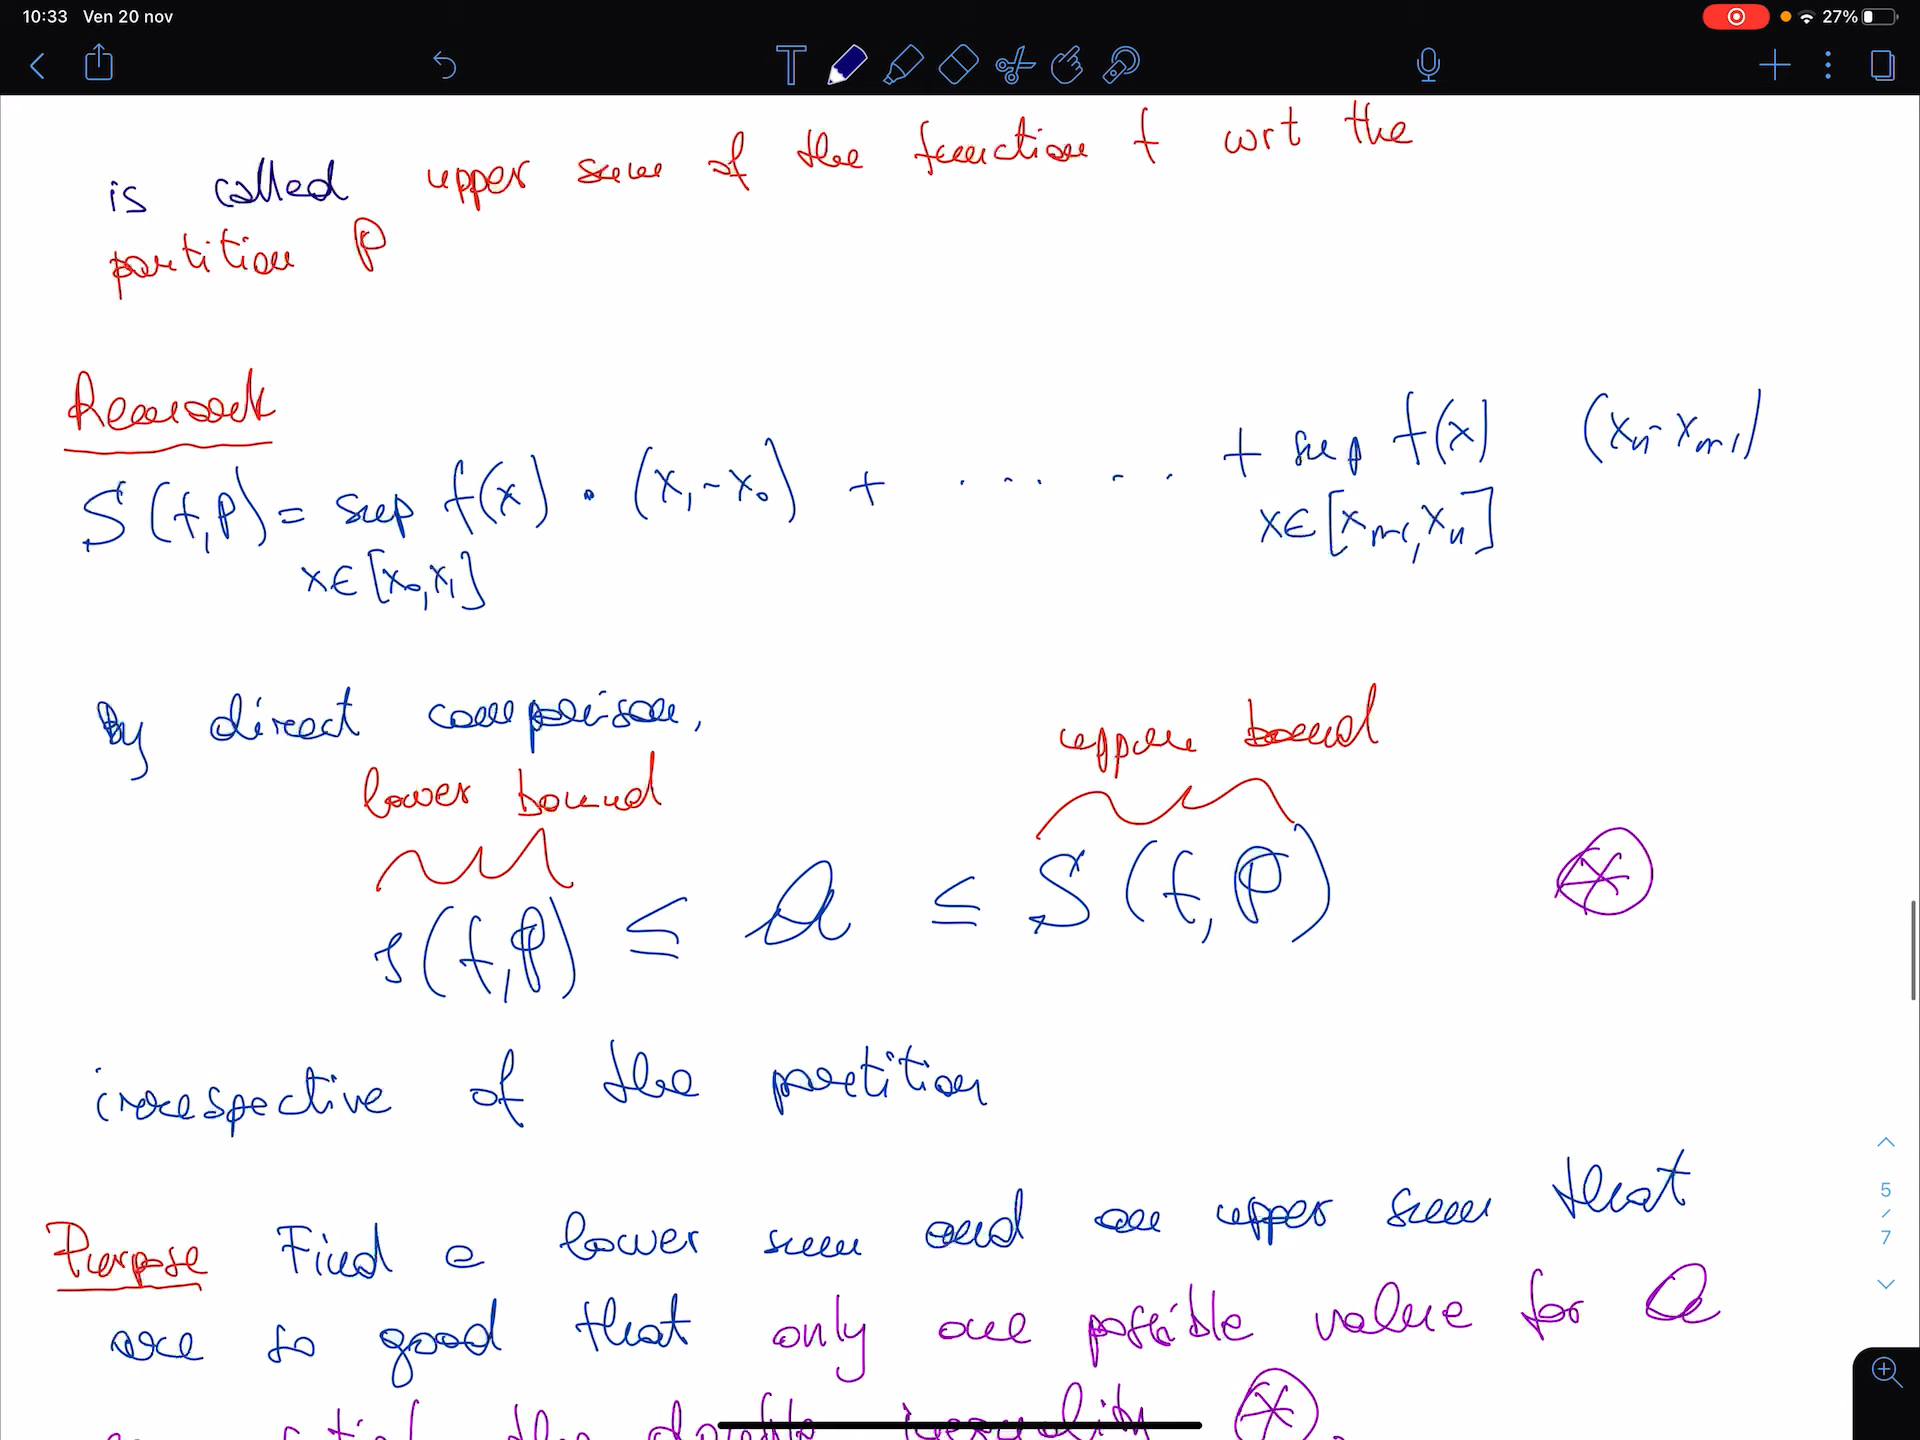 10:33 Ven 20 nov 27%
is called upper sum of the function f wrt the
partition P
Remark
S(f,P) = sup f(x) · (x₁-x₀) + ..... + sup f(x) (xₙ-xₙ₋₁)
x∈[x₀,x₁] x∈[xₙ₋₁,xₙ]
By direct comparison,
upper bound
lower bound
s(f,P) ≤ a ≤ S(f,P) ⊛
irrespective of the partition
Purpose Find a lower sum and an upper sum that
are so good that only one possible value for a
the double inequality ⊛.
5
/
7